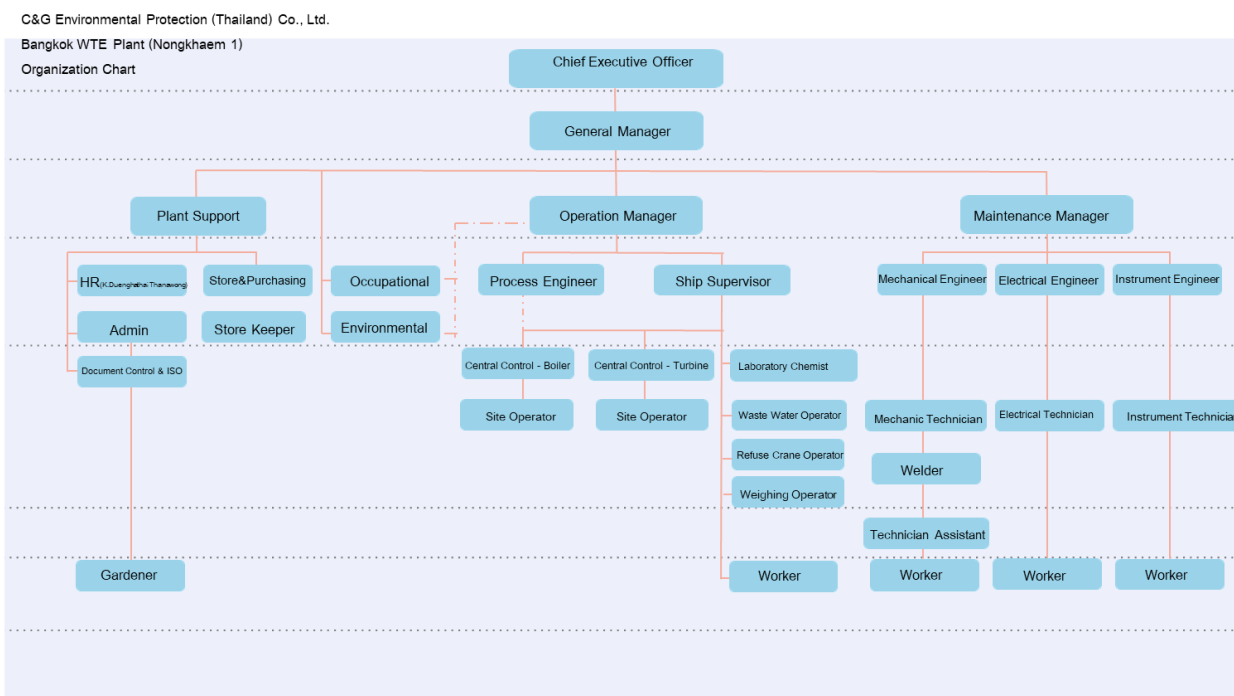 C&G Environmental Protection (Thailand) Co., Ltd.
Bangkok WTE Plant (Nongkhaem 1)
Organization Chart
Chief Executive Officer
General Manager
Plant Support
Operation Manager
Maintenance Manager
HR(K.Duenghatha.Thanawong)
Store&Purchasing
Occupational
Process Engineer
Ship Supervisor
Mechanical Engineer
Electrical Engineer
Instrument Engineer
Admin
Store Keeper
Environmental
Document Control & ISO
Central Control - Boiler
Central Control - Turbine
Laboratory Chemist
Site Operator
Site Operator
Waste Water Operator
Mechanic Technician
Electrical Technician
Instrument Technicia
Refuse Crane Operator
Welder
Weighing Operator
Technician Assistant
Gardener
Worker
Worker
Worker
Worker